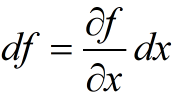 df = ∂f/∂x dx